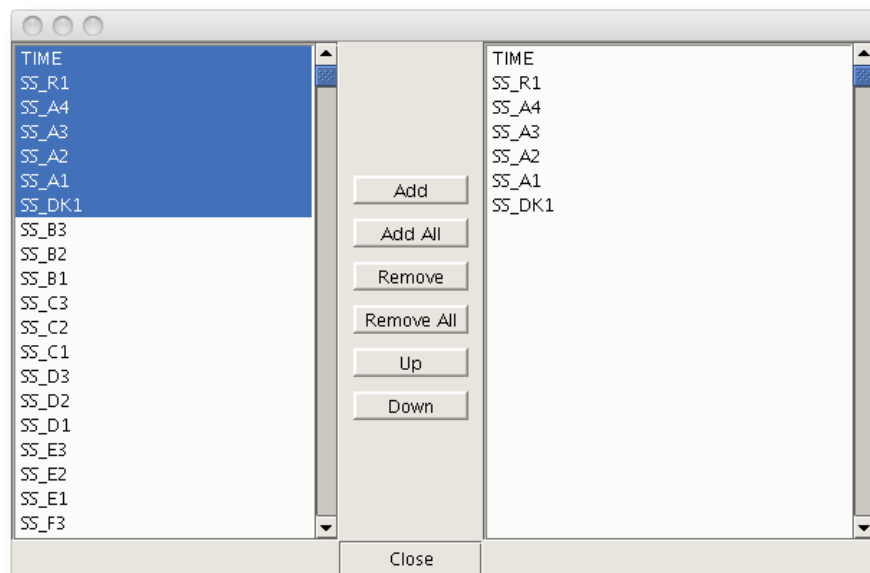 TIME
SS_R1
SS_A4
SS_A3
SS_A2
SS_A1
SS_DK1
SS_B3
SS_B2
SS_B1
SS_C3
SS_C2
SS_C1
SS_D3
SS_D2
SS_D1
SS_E3
SS_E2
SS_E1
SS_F3
Add
Add All
Remove
Remove All
Up
Down
TIME
SS_R1
SS_A4
SS_A3
SS_A2
SS_A1
SS_DK1
Close